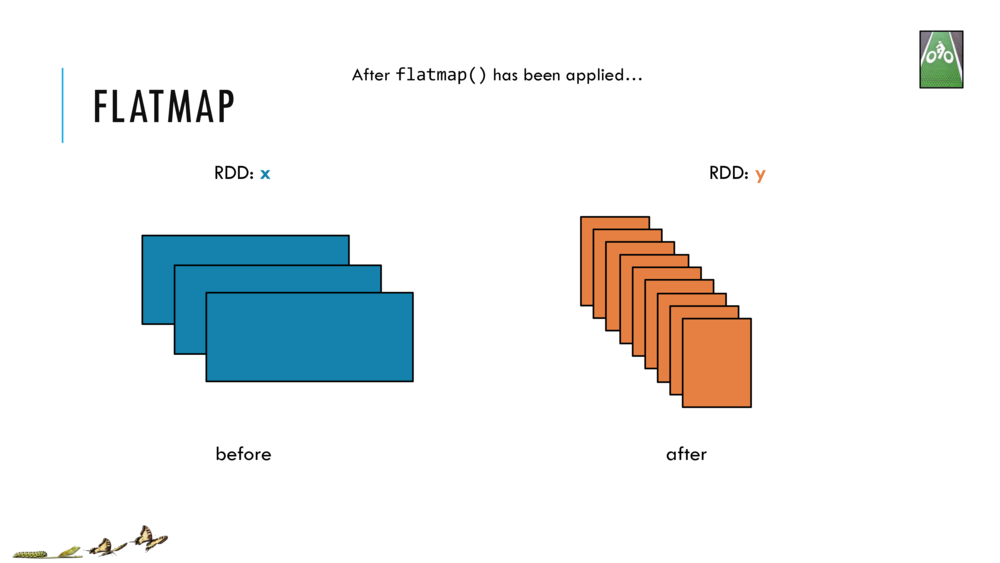 After flatmap() has been applied...
FLATMAP
RDD: x
RDD: y
before
after